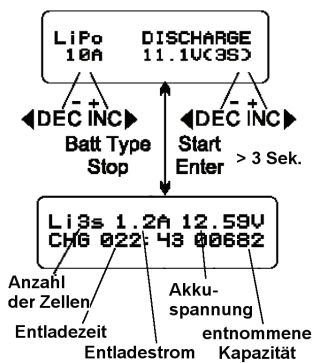 LiPo DISCHARGE
10A 11.1V(3S)
- + - +
◀DEC INC▶ ◀DEC INC▶
Batt Type Start
Stop Enter > 3 Sek.
Li3s 1.2A 12.59V
CHG 022:43 00682
Anzahl
der Zellen
Akku-
spannung
Entladezeit
entnommene
Entladestrom Kapazität